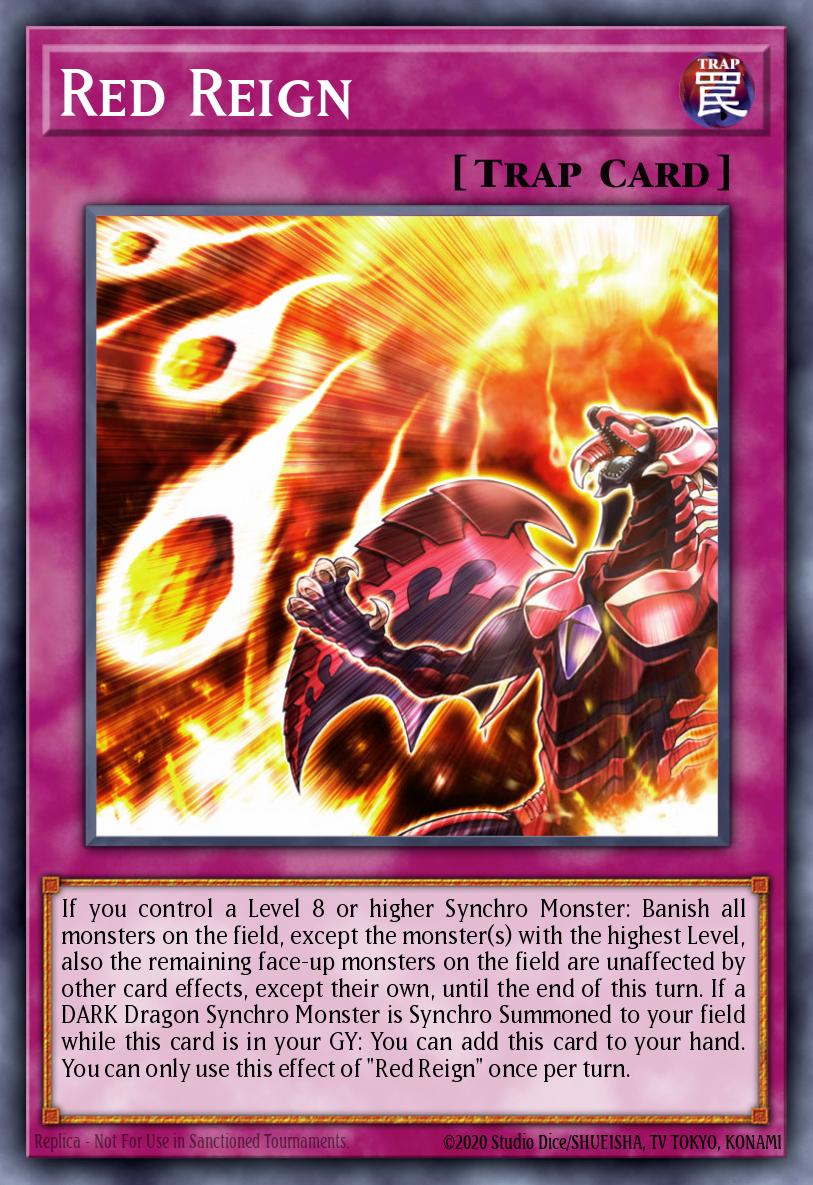 Red Reign
TRAP
罠
[Trap Card]
If you control a Level 8 or higher Synchro Monster: Banish all
monsters on the field, except the monster(s) with the highest Level,
also the remaining face-up monsters on the field are unaffected by
other card effects, except their own, until the end of this turn. If a
DARK Dragon Synchro Monster is Synchro Summoned to your field
while this card is in your GY: You can add this card to your hand.
You can only use this effect of "Red Reign" once per turn.
Replica - Not For Use in Sanctioned Tournaments.
©2020 Studio Dice/SHUEISHA, TV TOKYO, KONAMI